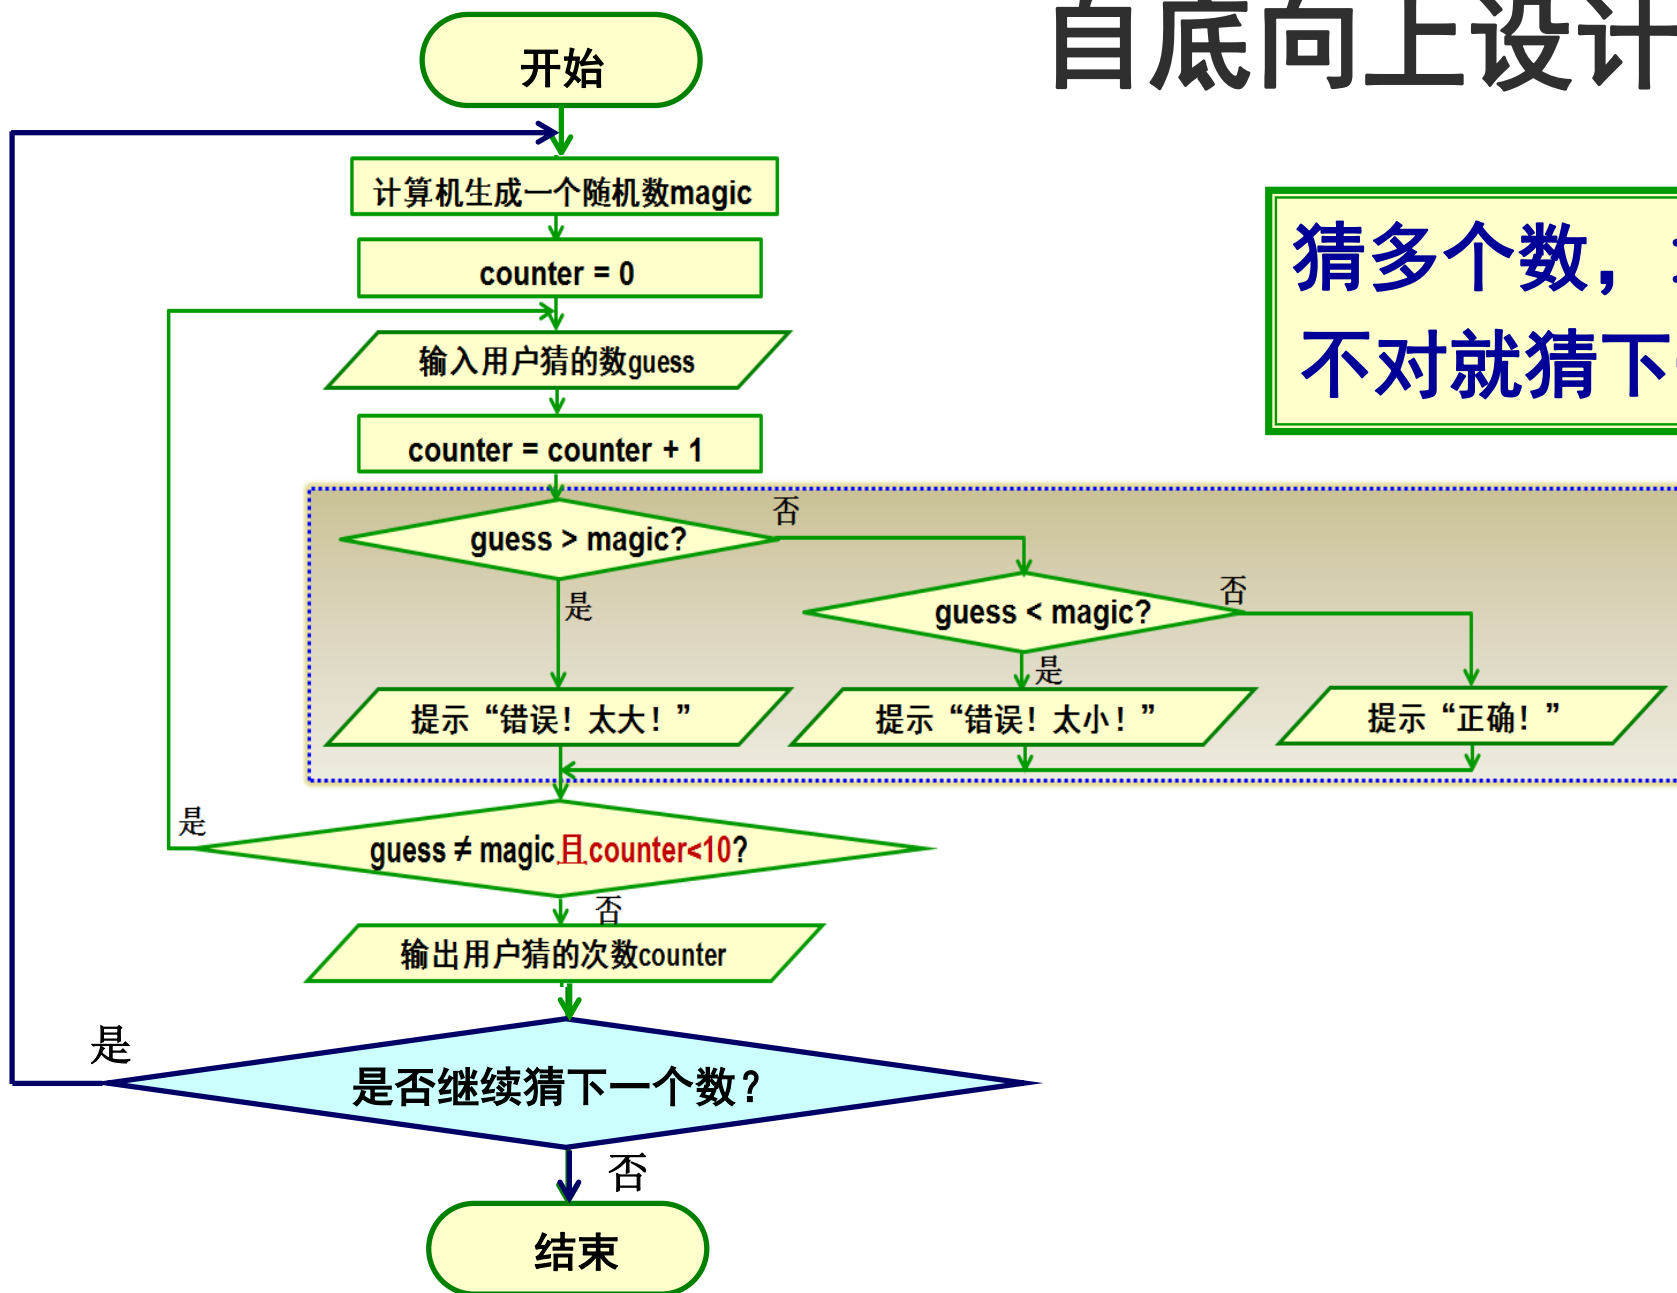 自底向上设计
开始
计算机生成一个随机数magic
猜多个数，
不对就猜下
counter = 0
输入用户猜的数guess
counter = counter + 1
否
guess > magic?
是
否
guess < magic?
是
提示“错误！太大！”
提示“错误！太小！”
提示“正确！”
是
guess ≠ magic且counter<10?
否
输出用户猜的次数counter
是
是否继续猜下一个数？
否
结束